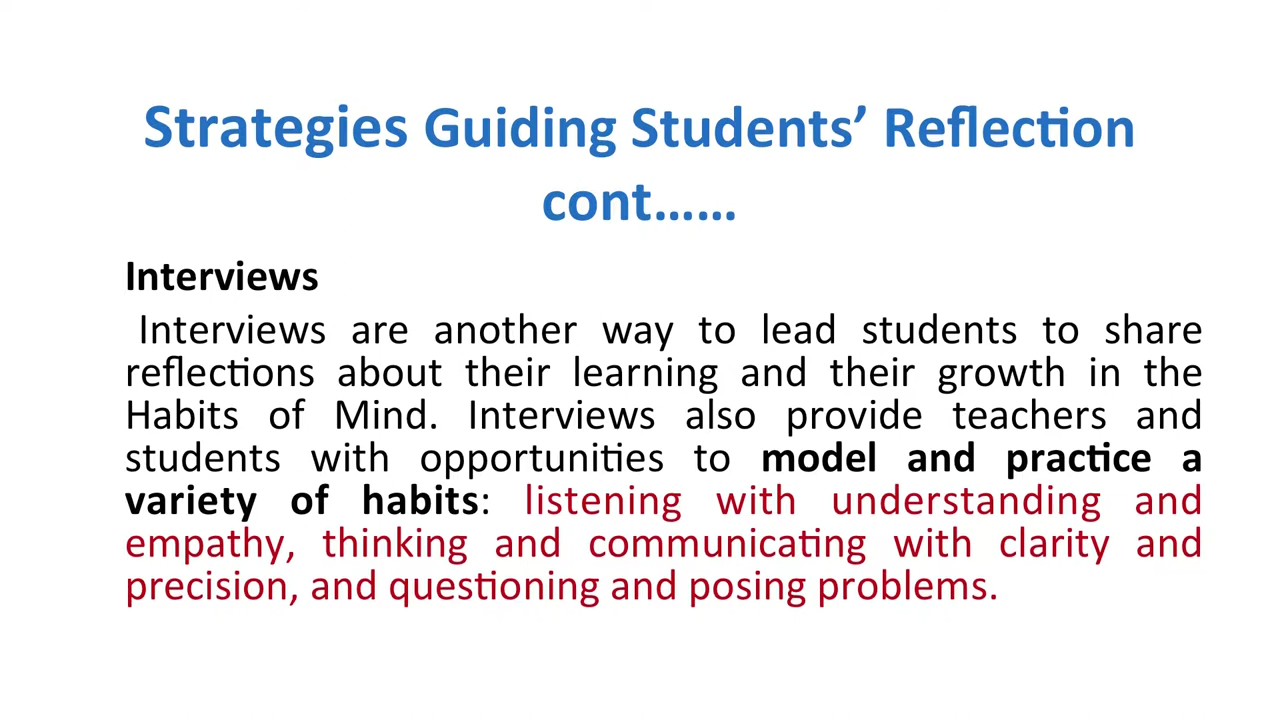 Strategies Guiding Students’ Reflection
cont……
Interviews
Interviews are another way to lead students to share
reflections about their learning and their growth in the
Habits of Mind. Interviews also provide teachers and
students with opportunities to model and practice a
variety of habits: listening with understanding and
empathy, thinking and communicating with clarity and
precision, and questioning and posing problems.